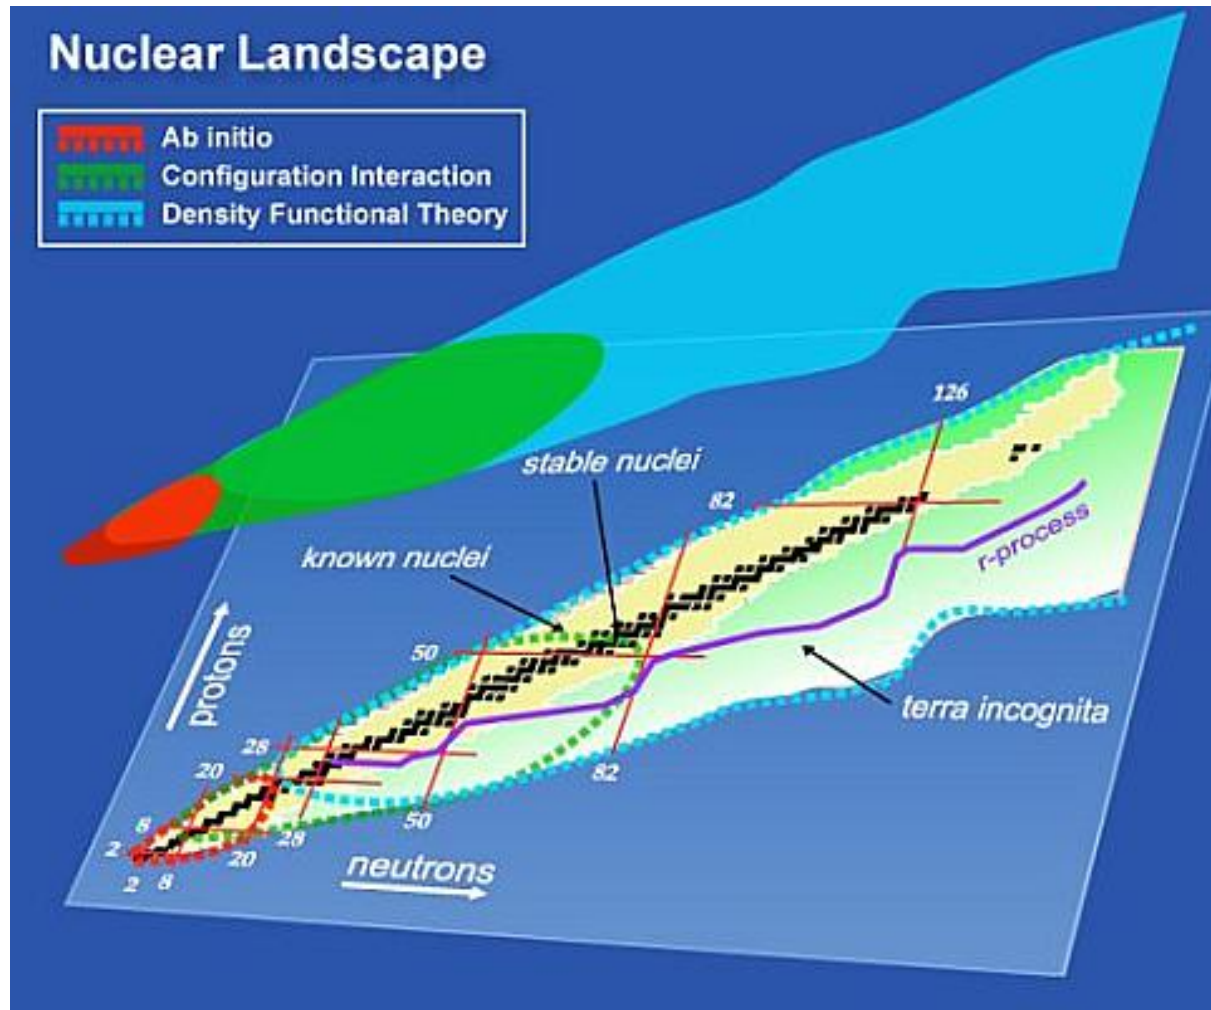 Nuclear Landscape
Ab initio
Configuration Interaction
Density Functional Theory
126
stable nuclei
82
known nuclei
r-process
50
protons
terra incognita
28
82
20
50
8
28
2
20
neutrons
2
8